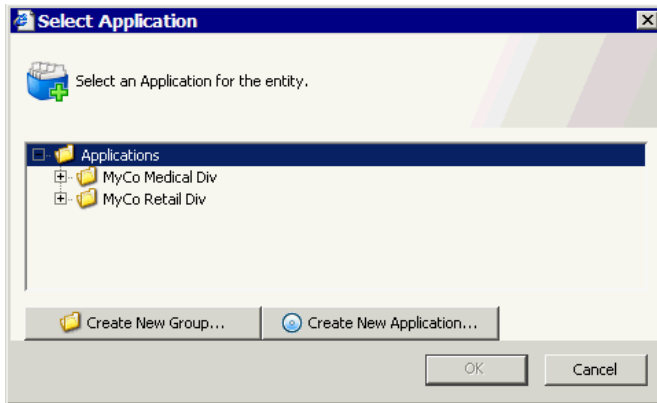 Select Application
Select an Application for the entity.
Applications
MyCo Medical Div
MyCo Retail Div
Create New Group... Create New Application...
OK Cancel